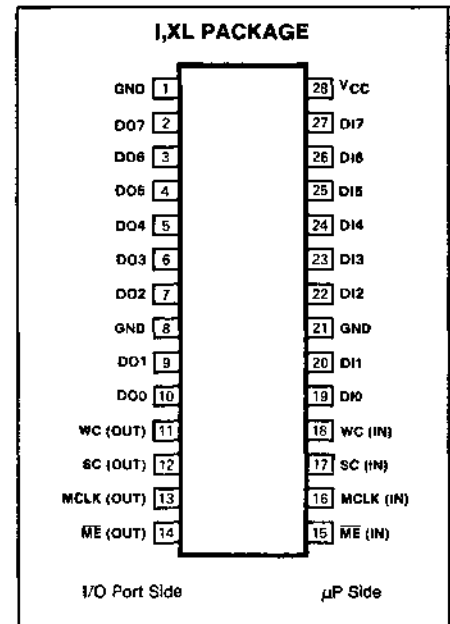 I,XL PACKAGE
GND 1 28 VCC
DO7 2 27 DI7
DO6 3 26 DI6
DO5 4 25 DI5
DO4 5 24 DI4
DO3 6 23 DI3
DO2 7 22 DI2
GND 8 21 GND
DO1 9 20 DI1
DO0 10 19 DI0
WC (OUT) 11 18 WC (IN)
SC (OUT) 12 17 SC (IN)
MCLK (OUT) 13 16 MCLK (IN)
M̅E̅ (OUT) 14 15 M̅E̅ (IN)
I/O Port Side µP Side